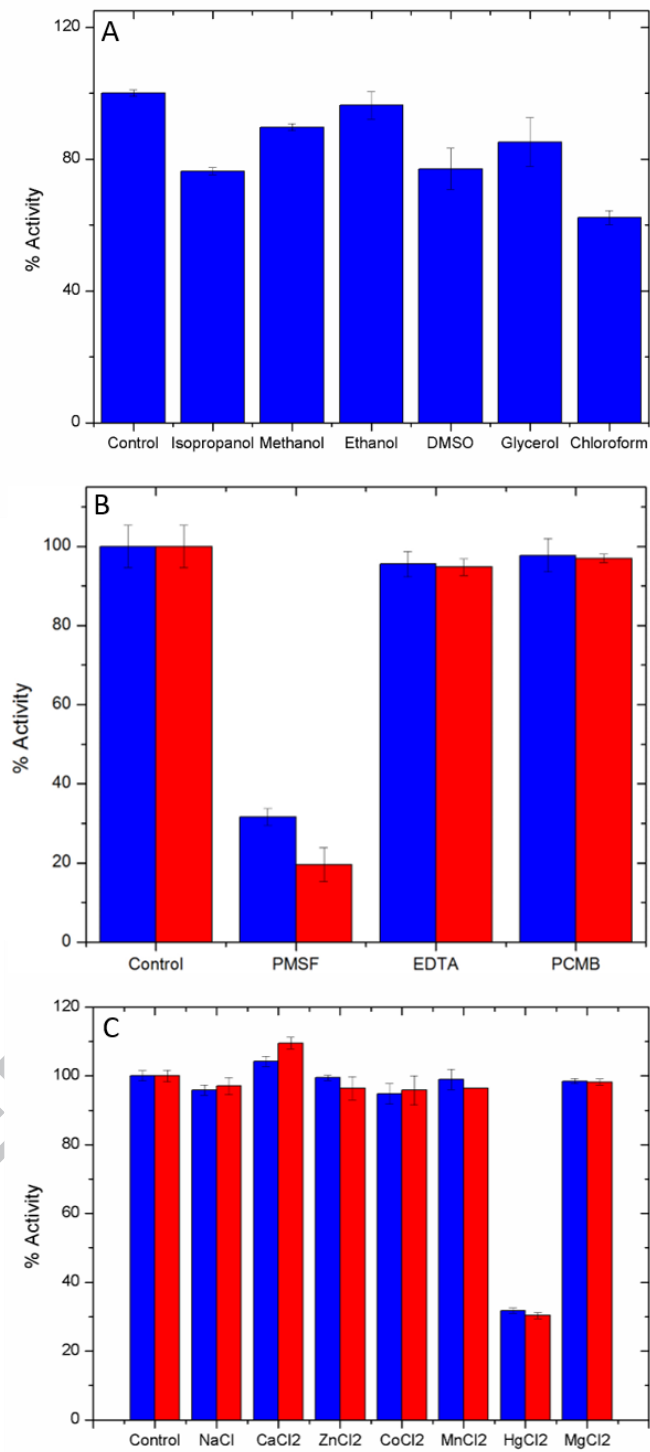 A
120
80
40
0
% Activity
Control Isopropanol Methanol Ethanol DMSO Glycerol Chloroform
B
100
80
60
40
20
0
% Activity
Control PMSF EDTA PCMB
C
120
100
80
60
40
20
0
% Activity
Control NaCl CaCl2 ZnCl2 CoCl2 MnCl2 HgCl2 MgCl2